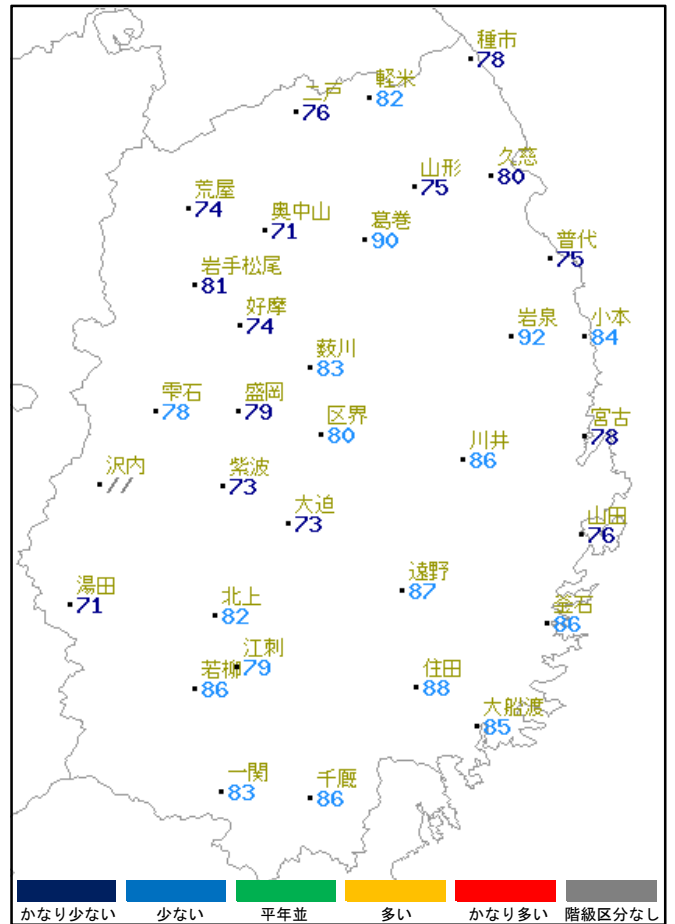 種市
78
軽米
82
二戸
76
久慈
80
山形
75
荒屋
74
奥中山
71
葛巻
90
普代
75
岩手松尾
81
好摩
74
岩泉
92
小本
84
薮川
83
雫石
78
盛岡
79
区界
80
宮古
78
川井
86
沢内
//
紫波
73
大迫
73
山田
76
湯田
71
遠野
87
北上
82
釜石
86
江刺
79
若柳
86
住田
88
大船渡
85
一関
83
千厩
86
かなり少ない 少ない 平年並 多い かなり多い 階級区分なし